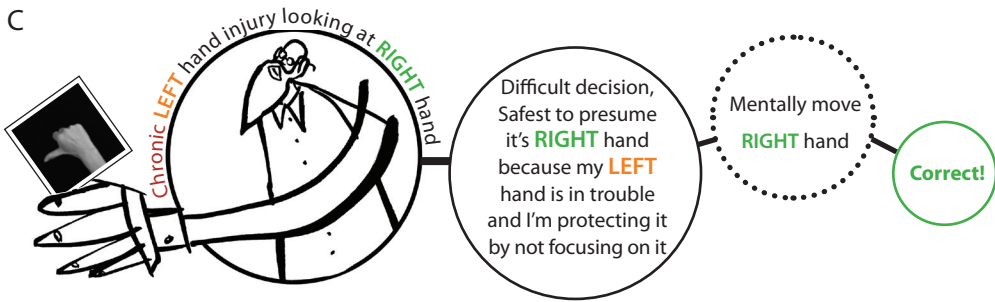 C
Chronic LEFT hand injury looking at RIGHT hand
Difficult decision,
Safest to presume
it's RIGHT hand
because my LEFT
hand is in trouble
and I'm protecting it
by not focusing on it
Mentally move
RIGHT hand
Correct!